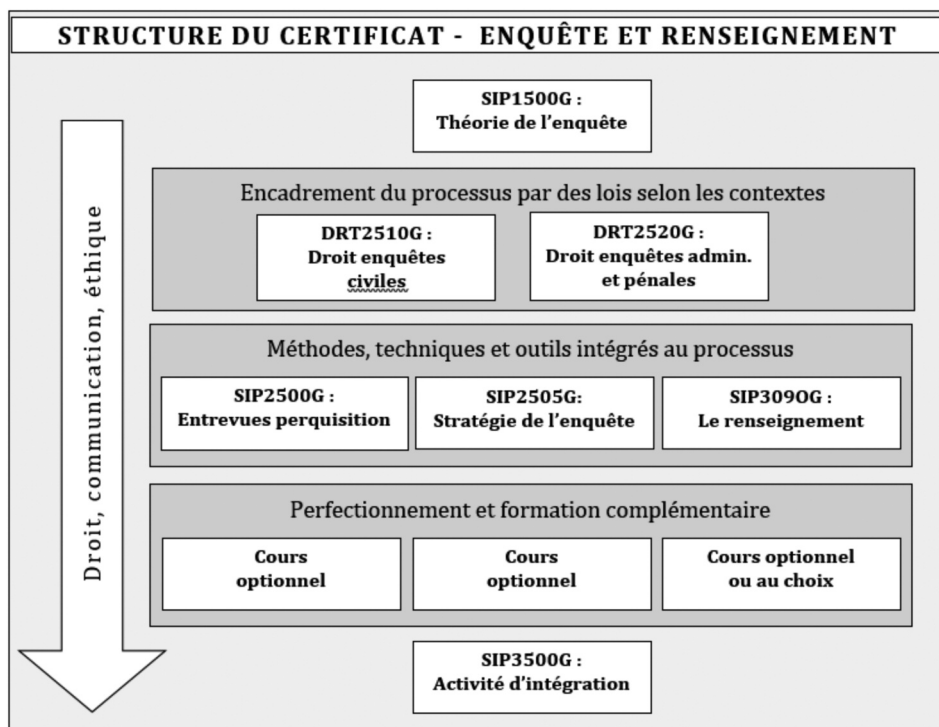 STRUCTURE DU CERTIFICAT - ENQUÊTE ET RENSEIGNEMENT
Droit, communication, éthique
SIP1500G :
Théorie de l'enquête
Encadrement du processus par des lois selon les contextes
DRT2510G :
Droit enquêtes
civiles
DRT2520G :
Droit enquêtes admin.
et pénales
Méthodes, techniques et outils intégrés au processus
SIP2500G :
Entrevues perquisition
SIP2505G:
Stratégie de l'enquête
SIP309OG :
Le renseignement
Perfectionnement et formation complémentaire
Cours
optionnel
Cours
optionnel
Cours optionnel
ou au choix
SIP3500G :
Activité d'intégration